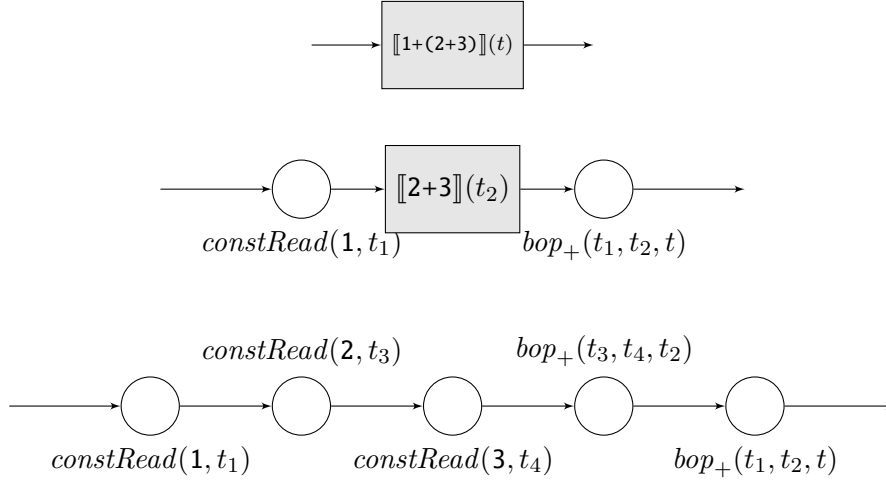 ⟦1+(2+3)⟧(t)
⟦2+3⟧(t₂)
constRead(1, t₁) bop₊(t₁, t₂, t)
constRead(2, t₃) bop₊(t₃, t₄, t₂)
constRead(1, t₁) constRead(3, t₄) bop₊(t₁, t₂, t)